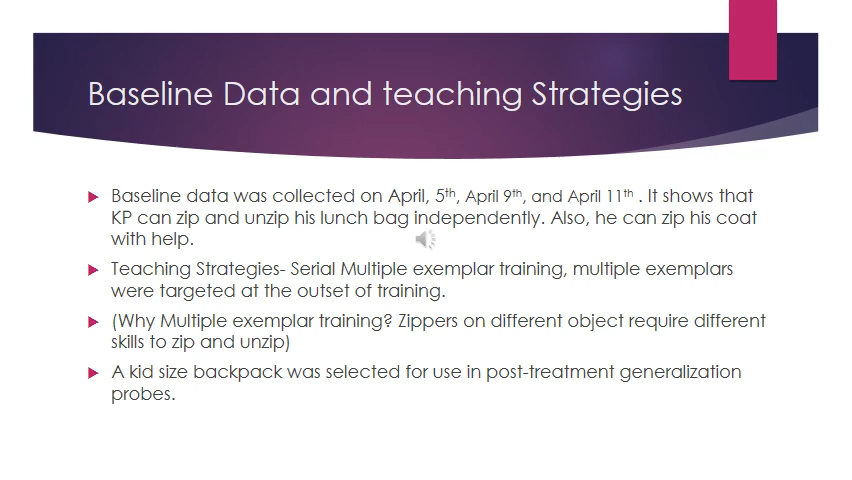 Baseline Data and teaching Strategies
Baseline data was collected on April, 5th, April 9th, and April 11th . It shows that
KP can zip and unzip his lunch bag independently. Also, he can zip his coat
with help.
Teaching Strategies- Serial Multiple exemplar training, multiple exemplars
were targeted at the outset of training.
(Why Multiple exemplar training? Zippers on different object require different
skills to zip and unzip)
A kid size backpack was selected for use in post-treatment generalization
probes.